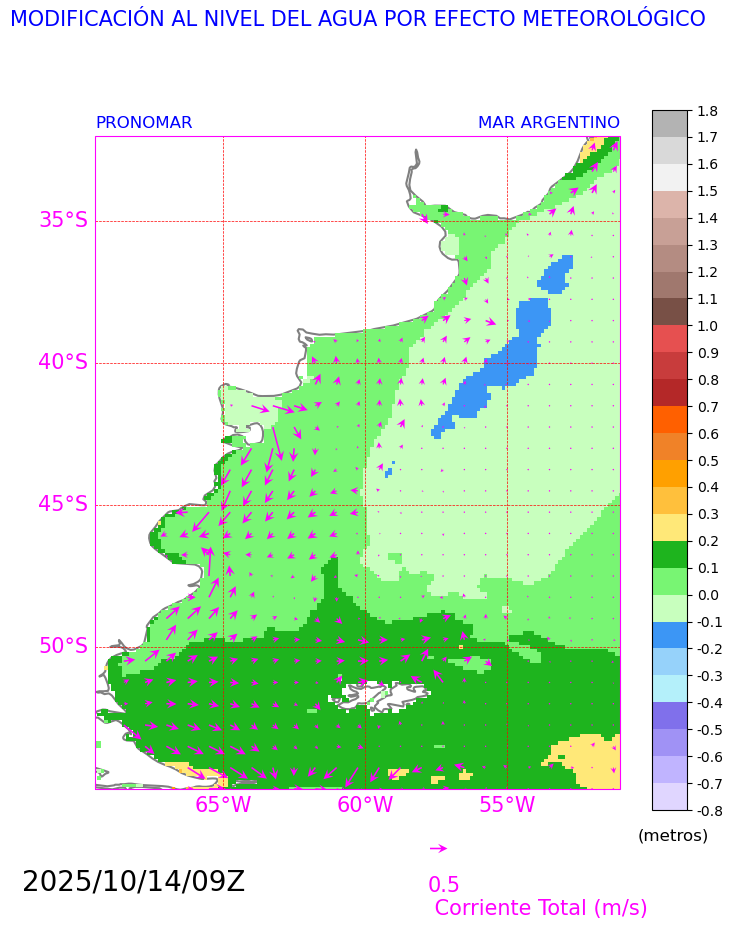 MODIFICACIÓN AL NIVEL DEL AGUA POR EFECTO METEOROLÓGICO
PRONOMAR
MAR ARGENTINO
35°S
40°S
45°S
50°S
65°W
60°W
55°W
1.8
1.7
1.6
1.5
1.4
1.3
1.2
1.1
1.0
0.9
0.8
0.7
0.6
0.5
0.4
0.3
0.2
0.1
0.0
-0.1
-0.2
-0.3
-0.4
-0.5
-0.6
-0.7
-0.8
(metros)
2025/10/14/09Z
0.5
Corriente Total (m/s)